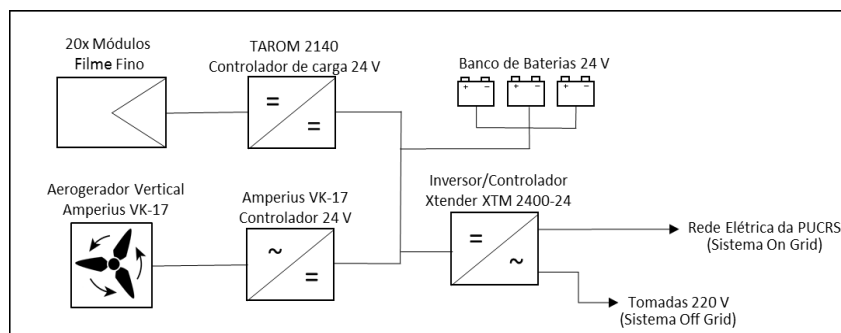 20x Módulos
Filme Fino
TAROM 2140
Controlador de carga 24 V
Banco de Baterias 24 V
+ − + − + −
=
=
Aerogerador Vertical
Amperius VK-17
Amperius VK-17
Controlador 24 V
Inversor/Controlador
Xtender XTM 2400-24
~
=
=
~
Rede Elétrica da PUCRS
(Sistema On Grid)
Tomadas 220 V
(Sistema Off Grid)